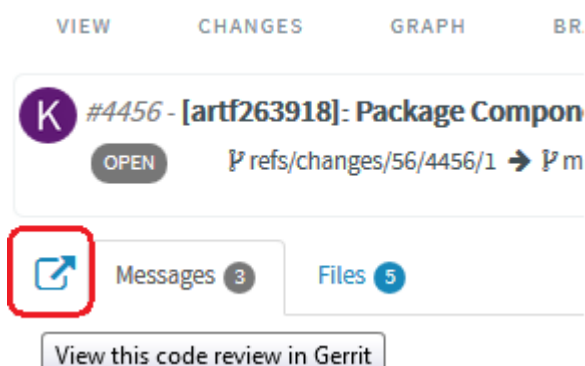 VIEW CHANGES GRAPH
K #4456 - [artf263918]: Package
OPEN refs/changes/56/4456/1
Messages 3 Files 5
View this code review in Gerrit